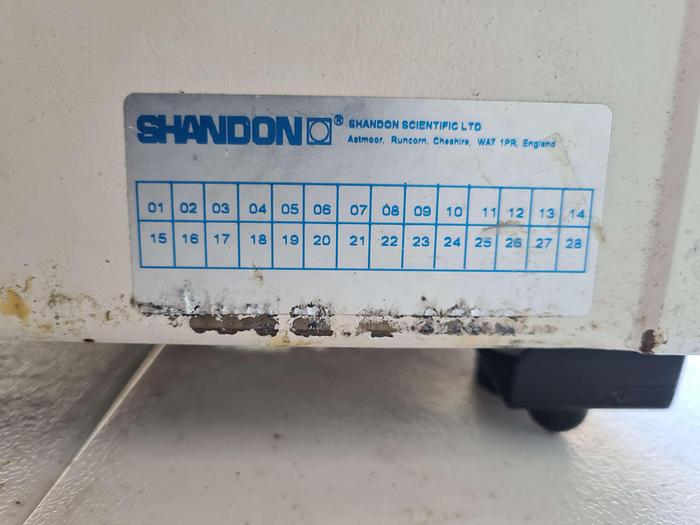 SHANDON ® SHANDON SCIENTIFIC LTD
Astmoor, Runcorn, Cheshire, WA7 1PR, England
01 02 03 04 05 06 07 08 09 10 11 12 13 14
15 16 17 18 19 20 21 22 23 24 25 26 27 28